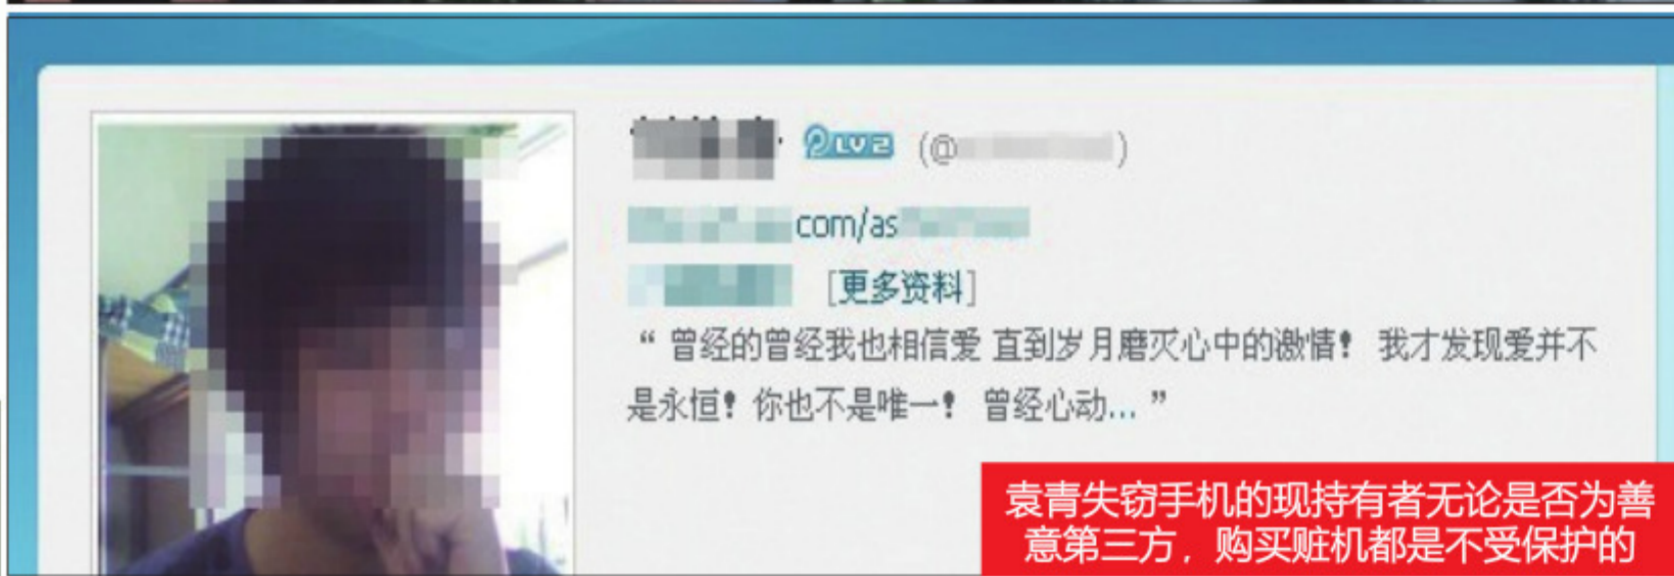 LV2 (@ )
com/as
[更多资料]
“ 曾经的曾经我也相信爱 直到岁月磨灭心中的激情！ 我才发现爱并不
是永恒！你也不是唯一！ 曾经心动... ”
袁青失窃手机的现持有者无论是否为善
意第三方，购买赃机都是不受保护的